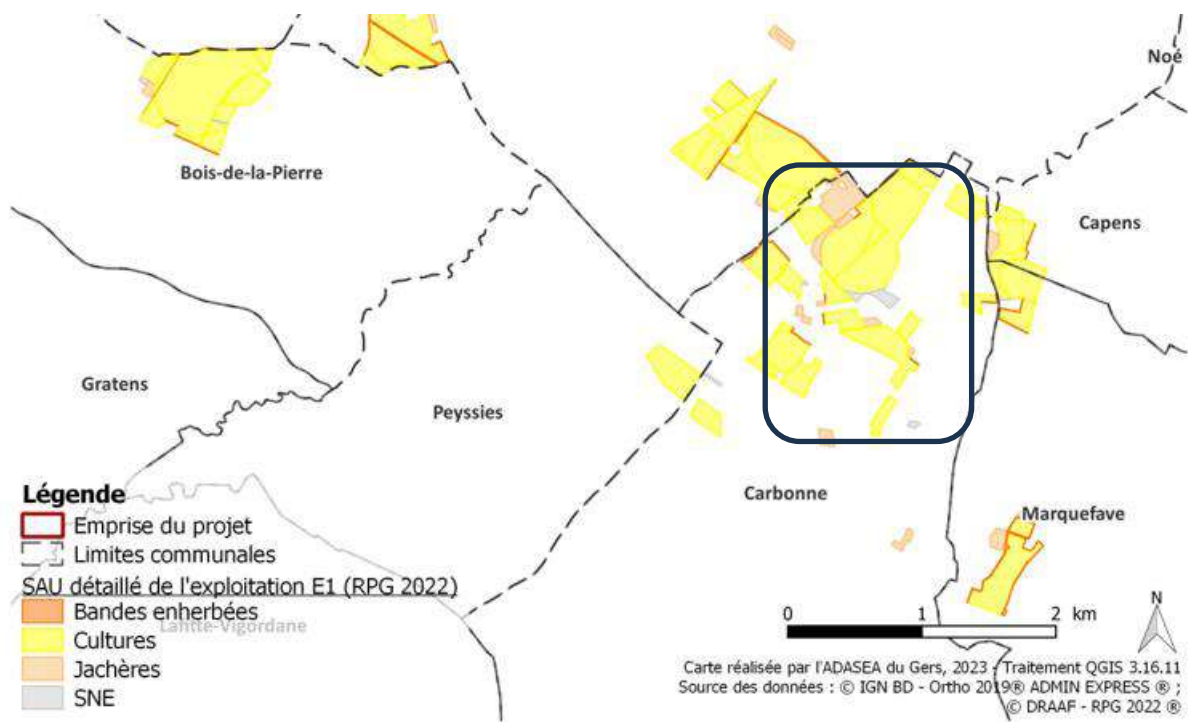 Noé
Bois-de-la-Pierre
Capens
Gratens
Peyssies
Carbonne
Marquefave
Légende
Emprise du projet
Limites communales
SAU détaillé de l'exploitation E1 (RPG 2022)
Bandes enherbées
Lafitte-Vigordane
Cultures
Jachères
SNE
0 1 2 km
N
Carte réalisée par l'ADASEA du Gers, 2023 - Traitement QGIS 3.16.11
Source des données : © IGN BD - Ortho 2019® ADMIN EXPRESS ® ;
© DRAAF - RPG 2022 ®